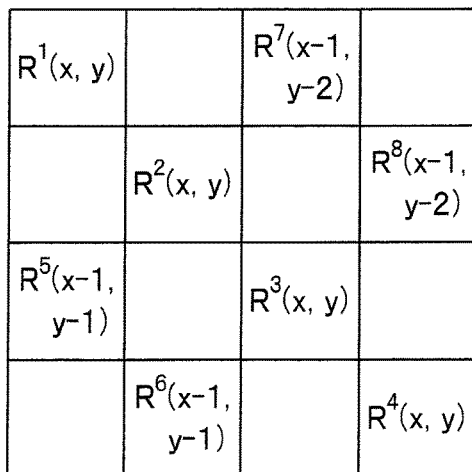 R¹(x, y)
R⁷(x-1,
y-2)
R²(x, y)
R⁸(x-1,
y-2)
R⁵(x-1,
y-1)
R³(x, y)
R⁶(x-1,
y-1)
R⁴(x, y)